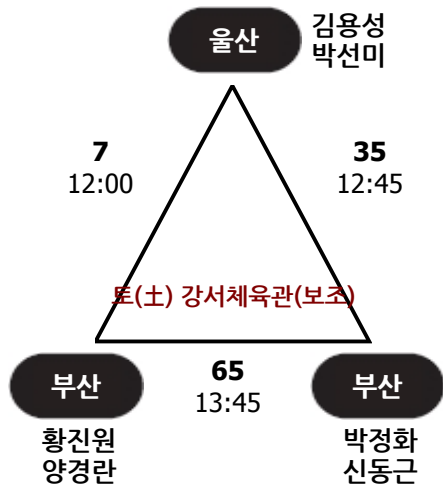 울산
김용성
박선미
7
12:00
35
12:45
토(土) 강서체육관(보조)
부산
65
13:45
부산
황진원
양경란
박정화
신동근